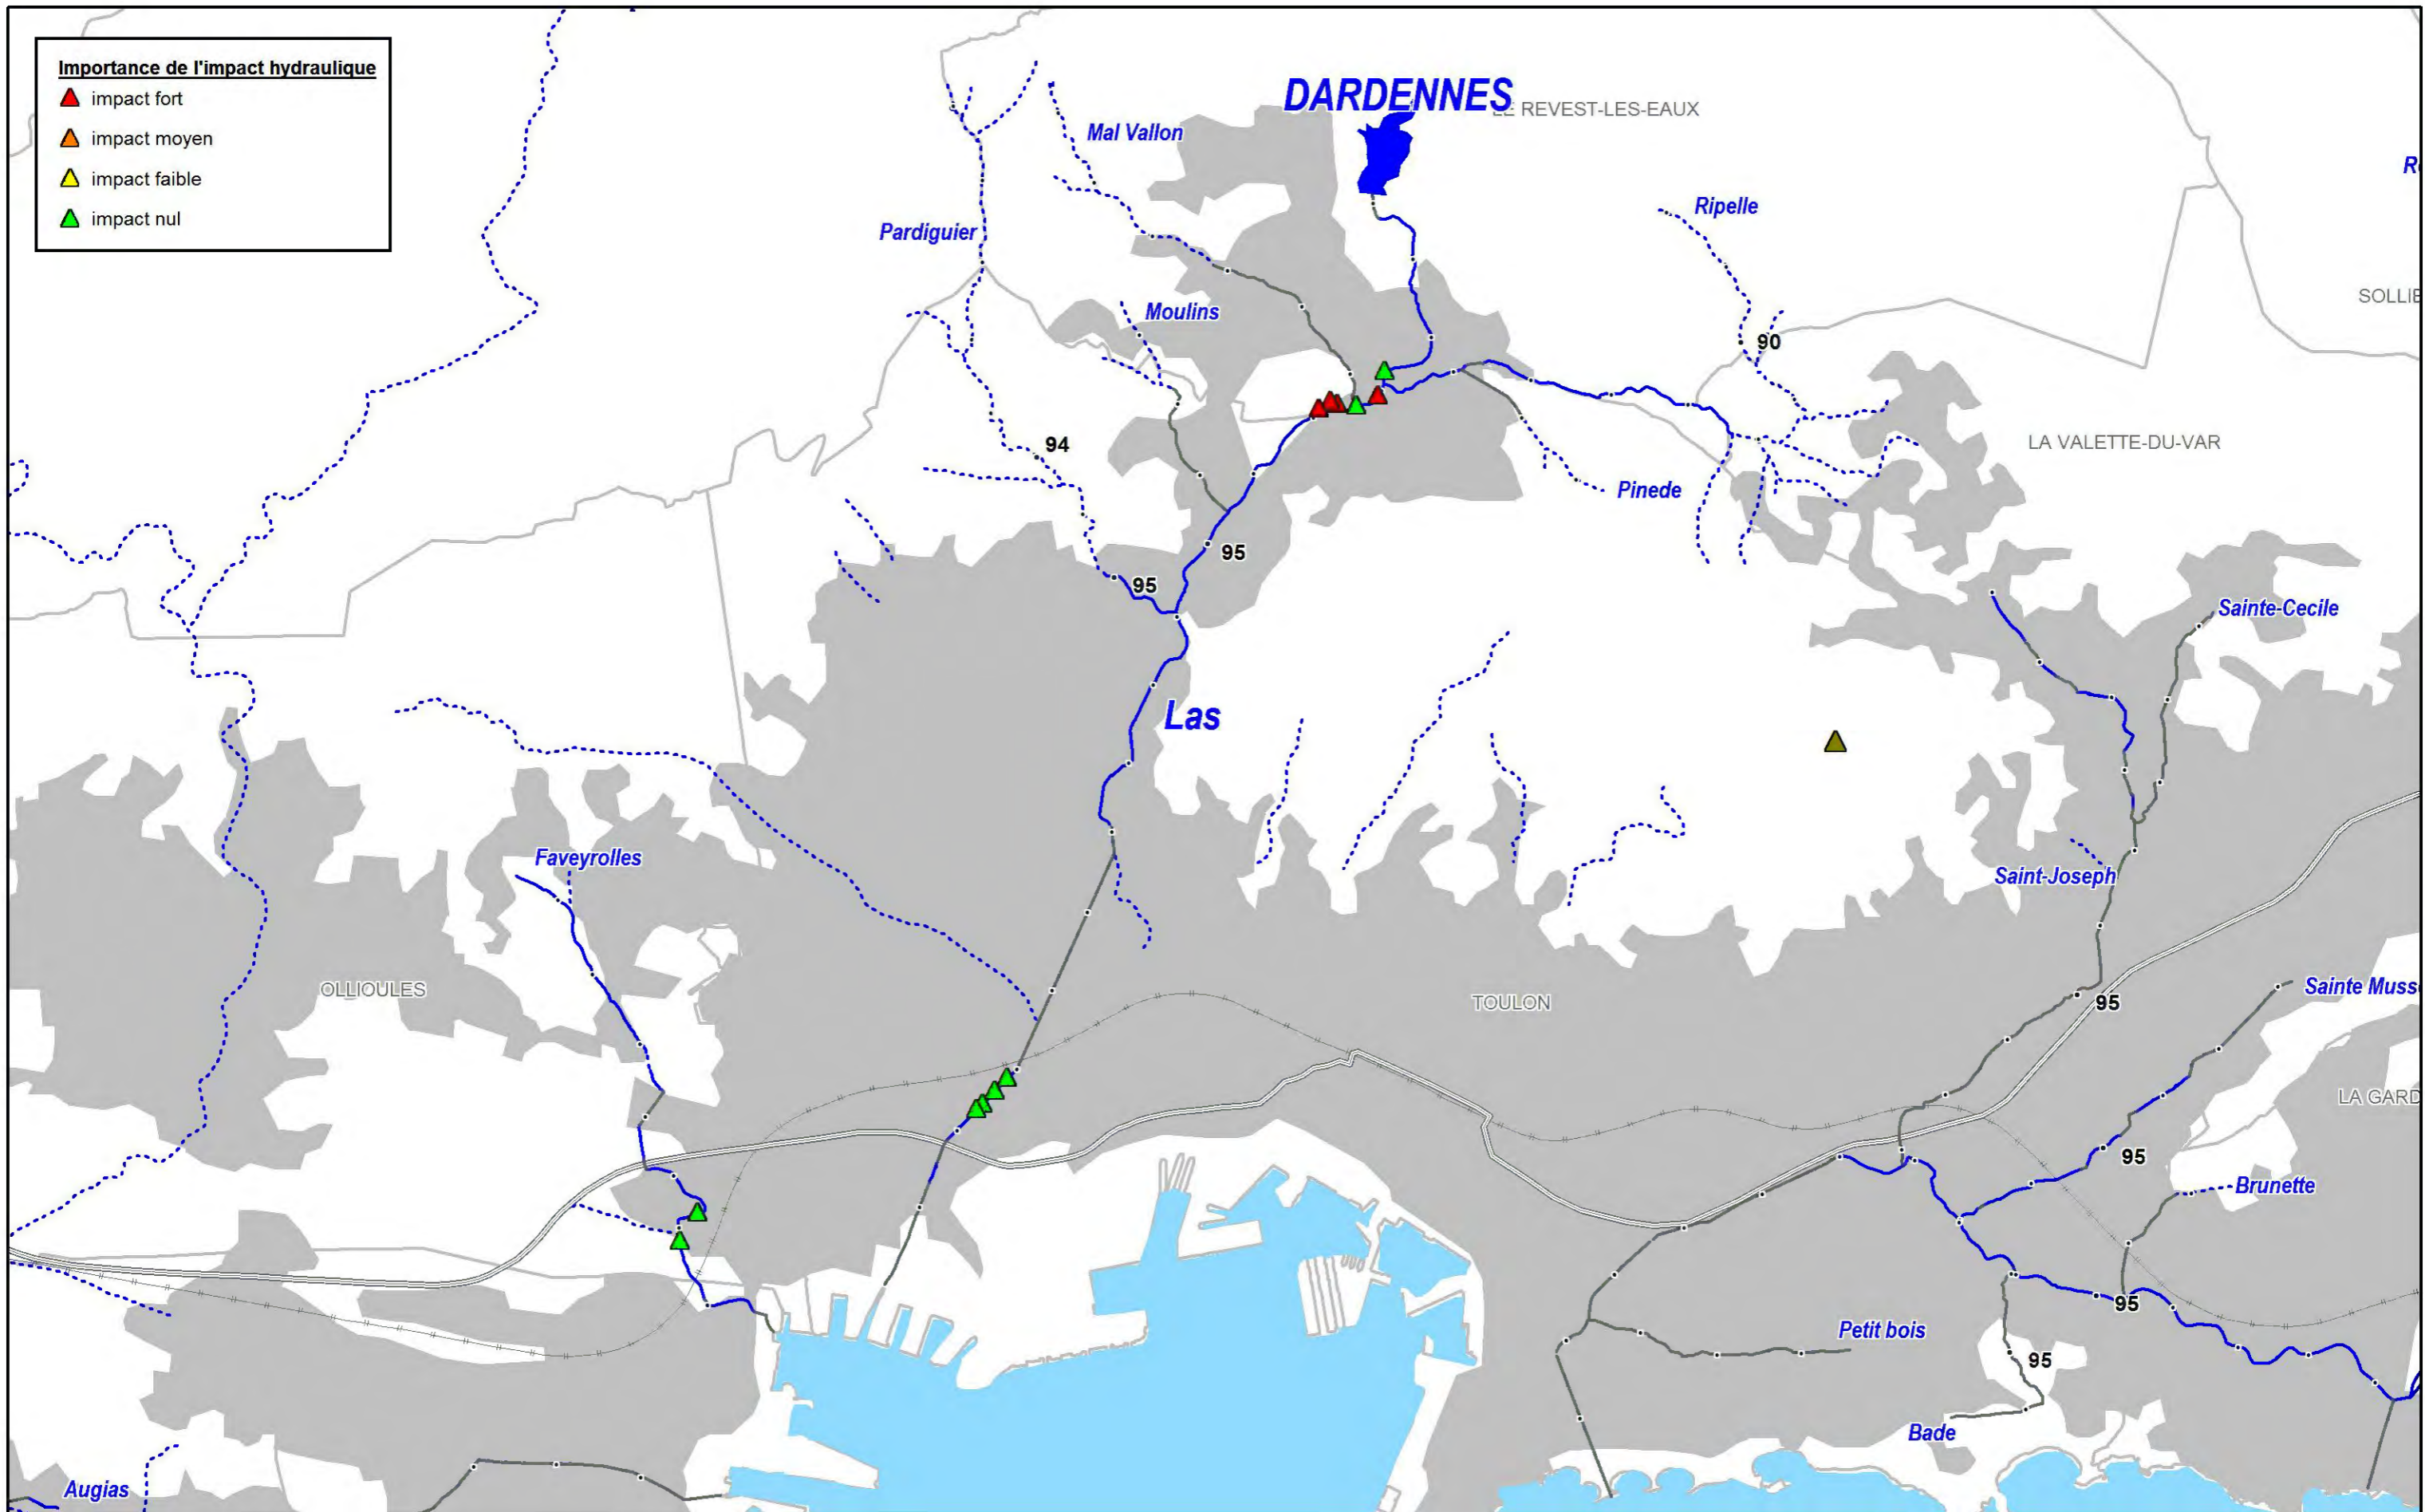 Importance de l'impact hydraulique
impact fort
impact moyen
impact faible
impact nul
DARDENNES
LE REVEST-LES-EAUX
Mal Vallon
Ripelle
Pardiguier
SOLLIE
Moulins
90
94
LA VALETTE-DU-VAR
Pinede
95
95
Sainte-Cecile
Las
Faveyrolles
Saint-Joseph
OLLIOULES
TOULON
95
Sainte Muss
LA GARD
95
Brunette
95
Petit bois
95
Bade
Augias